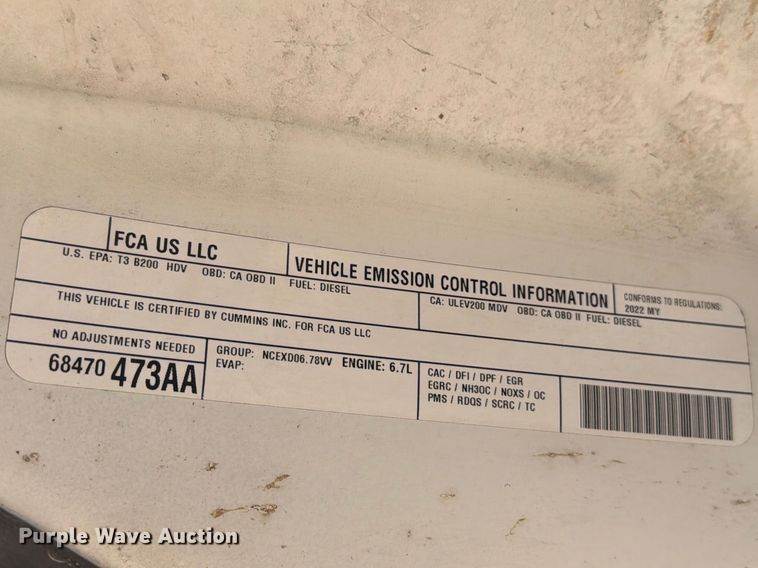 FCA US LLC
VEHICLE EMISSION CONTROL INFORMATION
CONFORMS TO REGULATIONS:
2022 MY
U.S. EPA: T3 B200 HDV OBD: CA OBD II FUEL: DIESEL
CA: ULEV200 MDV OBD: CA OBD II FUEL: DIESEL
THIS VEHICLE IS CERTIFIED BY CUMMINS INC. FOR FCA US LLC
NO ADJUSTMENTS NEEDED
68470 473AA
GROUP: NCEXD06.78VV ENGINE: 6.7L
EVAP:
CAC / DFI / DPF / EGR
EGRC / NH3OC / NOXS / OC
PMS / RDQS / SCRC / TC
Purple Wave Auction